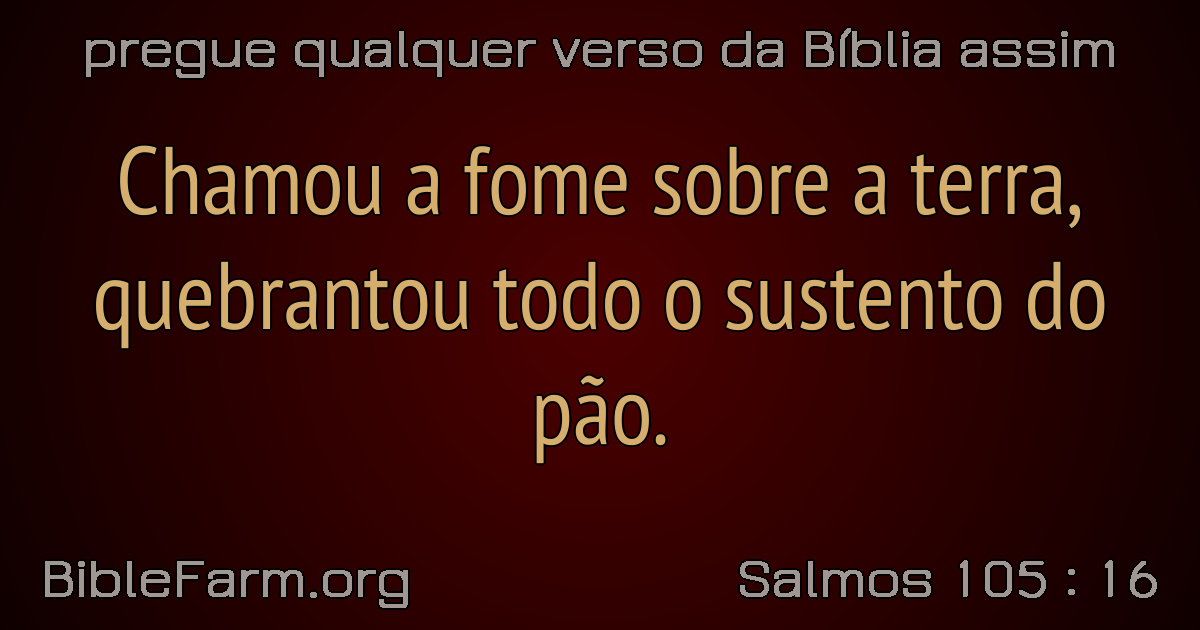 pregue qualquer verso da Bíblia assim
Chamou a fome sobre a terra,
quebrantou todo o sustento do
pão.
BibleFarm.org
Salmos 105 : 16